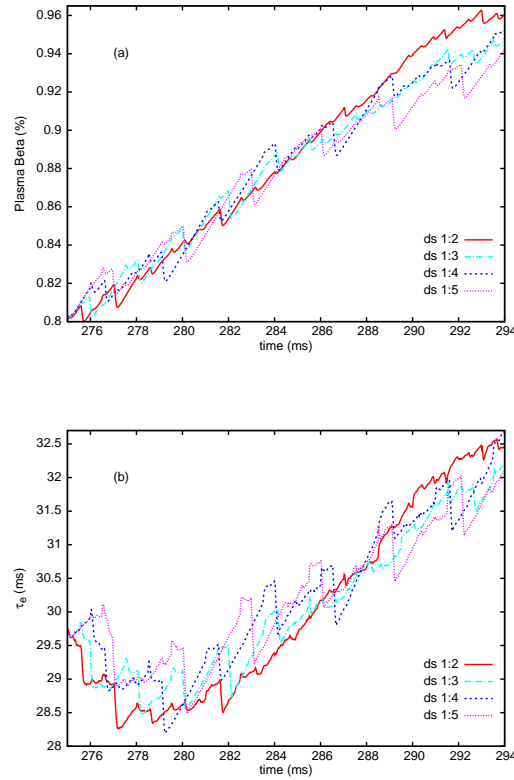 0.96
0.94
0.92
0.9
0.88
0.86
0.84
0.82
0.8
Plasma Beta (%)
(a)
ds 1:2
ds 1:3
ds 1:4
ds 1:5
276 278 280 282 284 286 288 290 292 294
time (ms)
32.5
32
31.5
31
30.5
30
29.5
29
28.5
28
τe (ms)
(b)
ds 1:2
ds 1:3
ds 1:4
ds 1:5
276 278 280 282 284 286 288 290 292 294
time (ms)